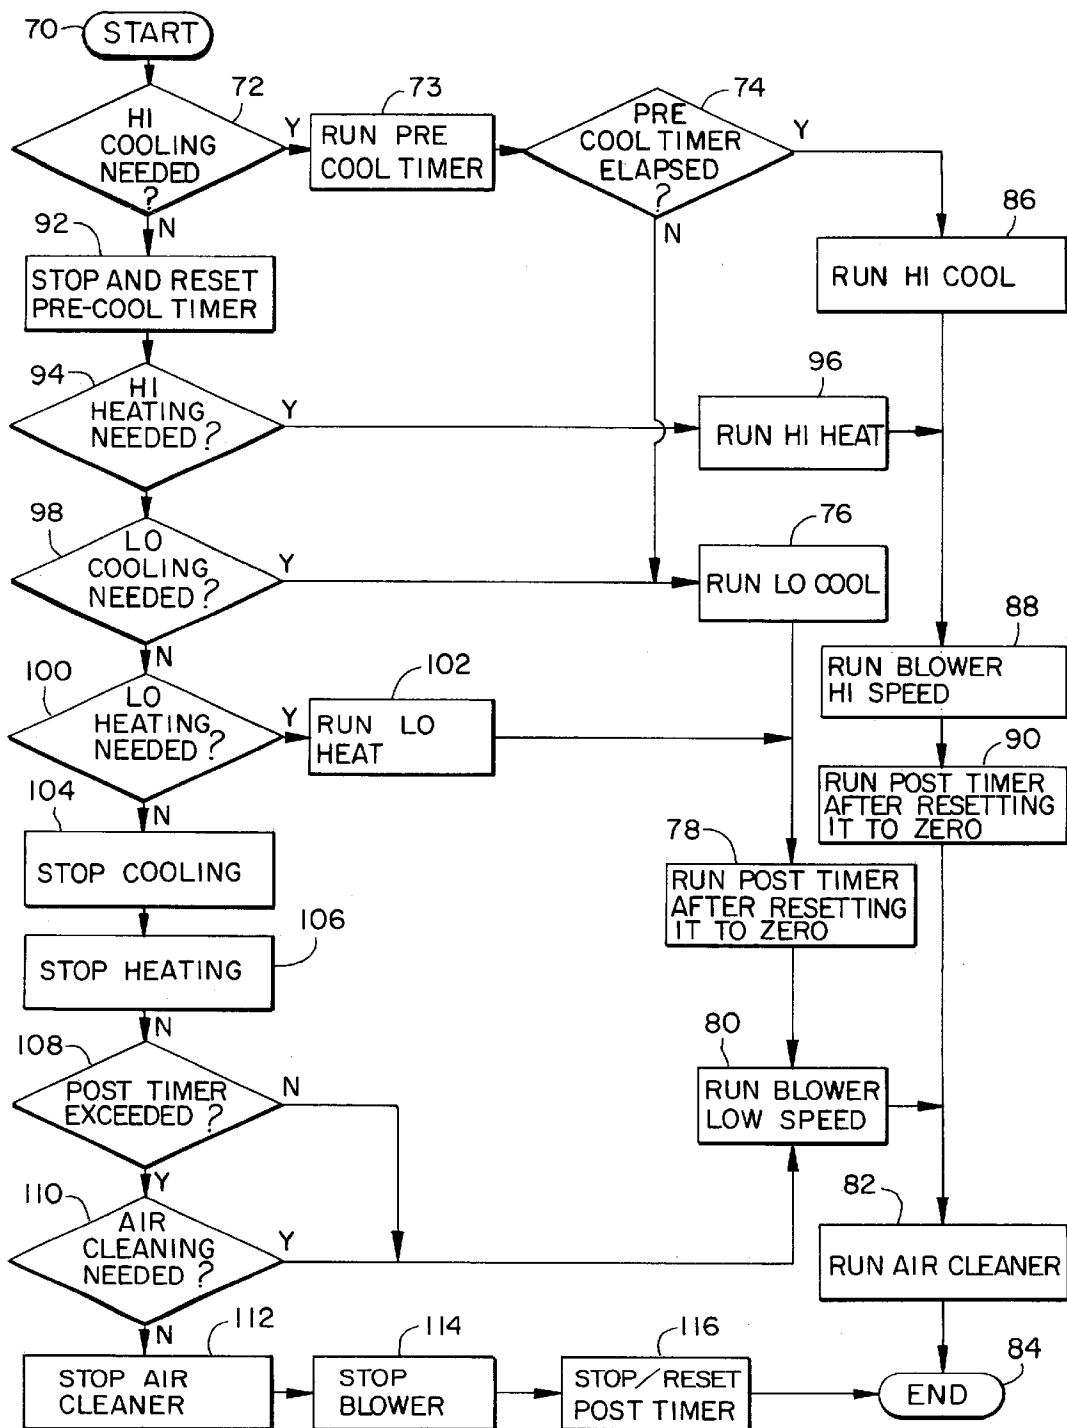 70
START
72
HI
COOLING
NEEDED
?
Y
N
73
RUN PRE
COOL TIMER
74
PRE
COOL TIMER
ELAPSED
?
Y
N
86
RUN HI COOL
92
STOP AND RESET
PRE-COOL TIMER
94
HI
HEATING
NEEDED?
Y
96
RUN HI HEAT
98
LO
COOLING
NEEDED?
Y
N
76
RUN LO COOL
88
RUN BLOWER
HI SPEED
100
LO
HEATING
NEEDED?
Y
N
102
RUN LO
HEAT
90
RUN POST TIMER
AFTER RESETTING
IT TO ZERO
104
STOP COOLING
78
RUN POST TIMER
AFTER RESETTING
IT TO ZERO
106
STOP HEATING
N
108
POST TIMER
EXCEEDED?
N
Y
80
RUN BLOWER
LOW SPEED
110
AIR
CLEANING
NEEDED?
Y
N
82
RUN AIR CLEANER
112
STOP AIR
CLEANER
114
STOP
BLOWER
116
STOP/RESET
POST TIMER
84
END